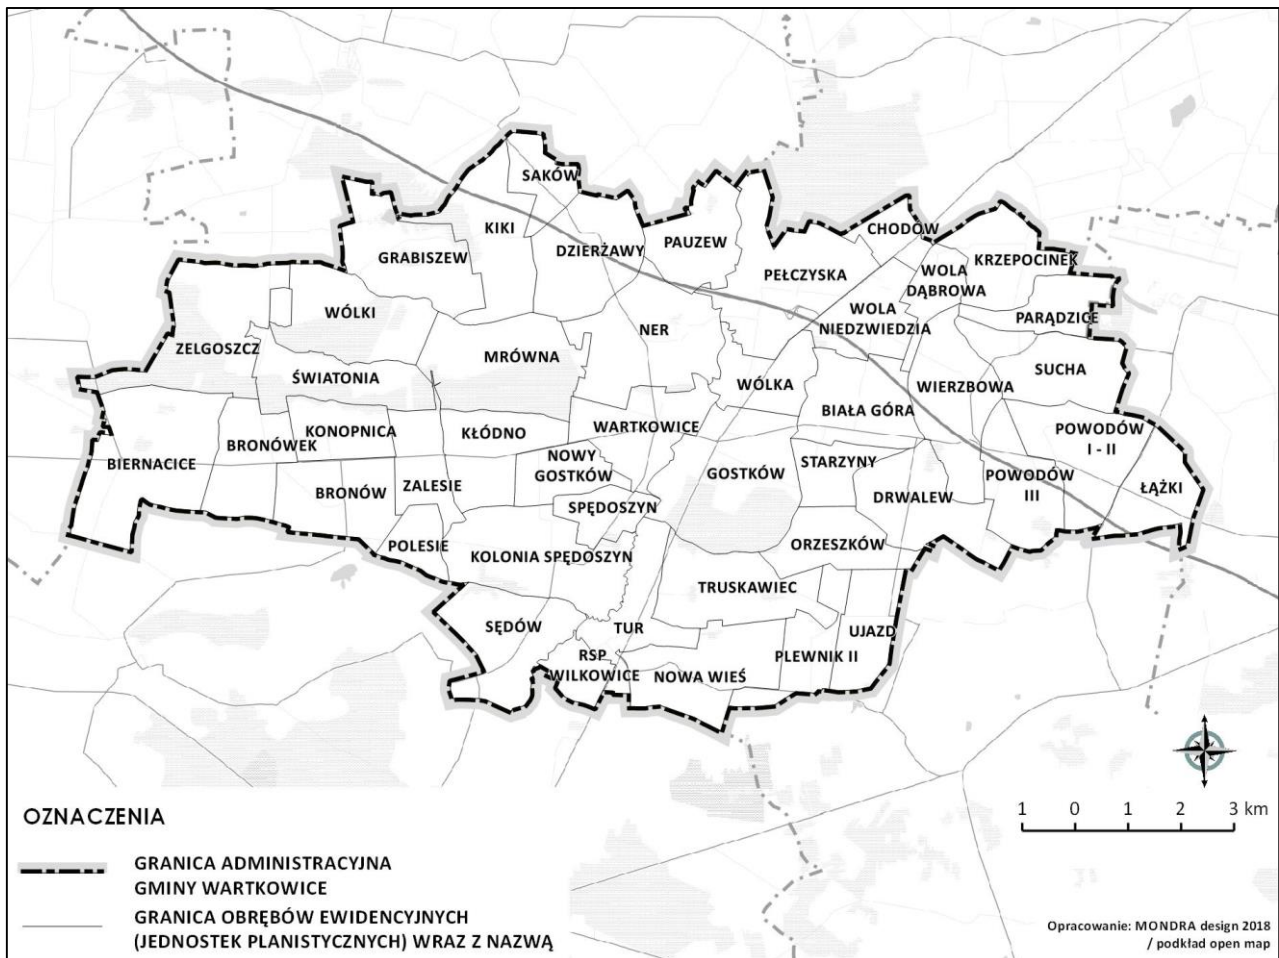 SAKÓW
KIKI
GRABISZEW
DZIERŻAWY
PAUZEW
CHODÓW
PEŁCZYSKA
WOLA
DĄBROWA
KRZEPOCINEK
WÓLKI
NER
WOLA
NIEDZWIEDZIA
PARĄDZICE
ZELGOSZCZ
MRÓWNA
ŚWIATONIA
WÓLKA
WIERZBOWA
SUCHA
BIAŁA GÓRA
BRONÓWEK
KONOPNICA
KŁÓDNO
WARTKOWICE
POWODÓW
I - II
BIERNACICE
NOWY
GOSTKÓW
GOSTKÓW
STARZYNY
POWODÓW
III
ŁĄŻKI
BRONÓW
ZALESIE
SPĘDOSZYN
DRWALEW
POLESIE
KOLONIA SPĘDOSZYN
ORZESZKÓW
TRUSKAWIEC
SĘDÓW
TUR
UJAZD
RSP
WILKOWICE
NOWA WIEŚ
PLEWNIK II
1 0 1 2 3 km
OZNACZENIA
GRANICA ADMINISTRACYJNA
GMINY WARTKOWICE
GRANICA OBRĘBÓW EWIDENCYJNYCH
(JEDNOSTEK PLANISTYCZNYCH) WRAZ Z NAZWĄ
Opracowanie: MONDRA design 2018
/ podkład open map